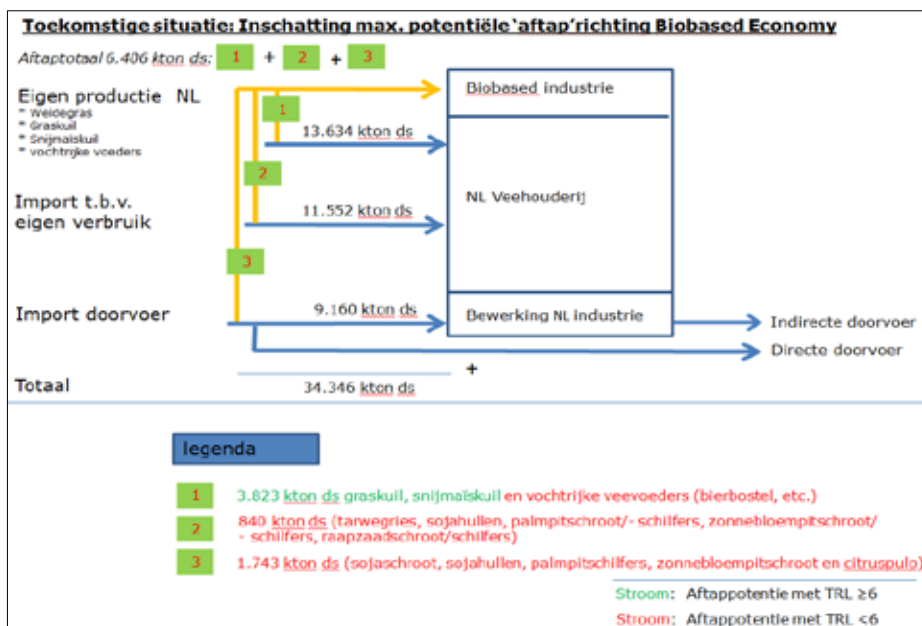 Toekomstige situatie: Inschatting max. potentiële 'aftap'richting Biobased Economy
Aftaptotaal 6.406 kton ds: 1 + 2 + 3
Eigen productie NL
* Weidegras
* Graskuil
* Snijmaïskuil
* vochtrijke voeders
1
13.634 kton ds
Biobased industrie
2
Import t.b.v.
eigen verbruik
11.552 kton ds
NL Veehouderij
3
Import doorvoer
9.160 kton ds
Bewerking NL industrie
Indirecte doorvoer
Directe doorvoer
+
Totaal
34.346 kton ds
legenda
1 3.823 kton ds graskuil, snijmaïskuil en vochtrijke veevoeders (bierbostel, etc.)
2 840 kton ds (tarwegries, sojahullen, palmpitschroot/- schilfers, zonnebloempitschroot/
- schilfers, raapzaadschroot/schilfers)
3 1.743 kton ds (sojaschroot, sojahullen, palmpitschilfers, zonnebloempitschroot en citruspulp)
Stroom: Aftappotentie met TRL ≥6
Stroom: Aftappotentie met TRL <6